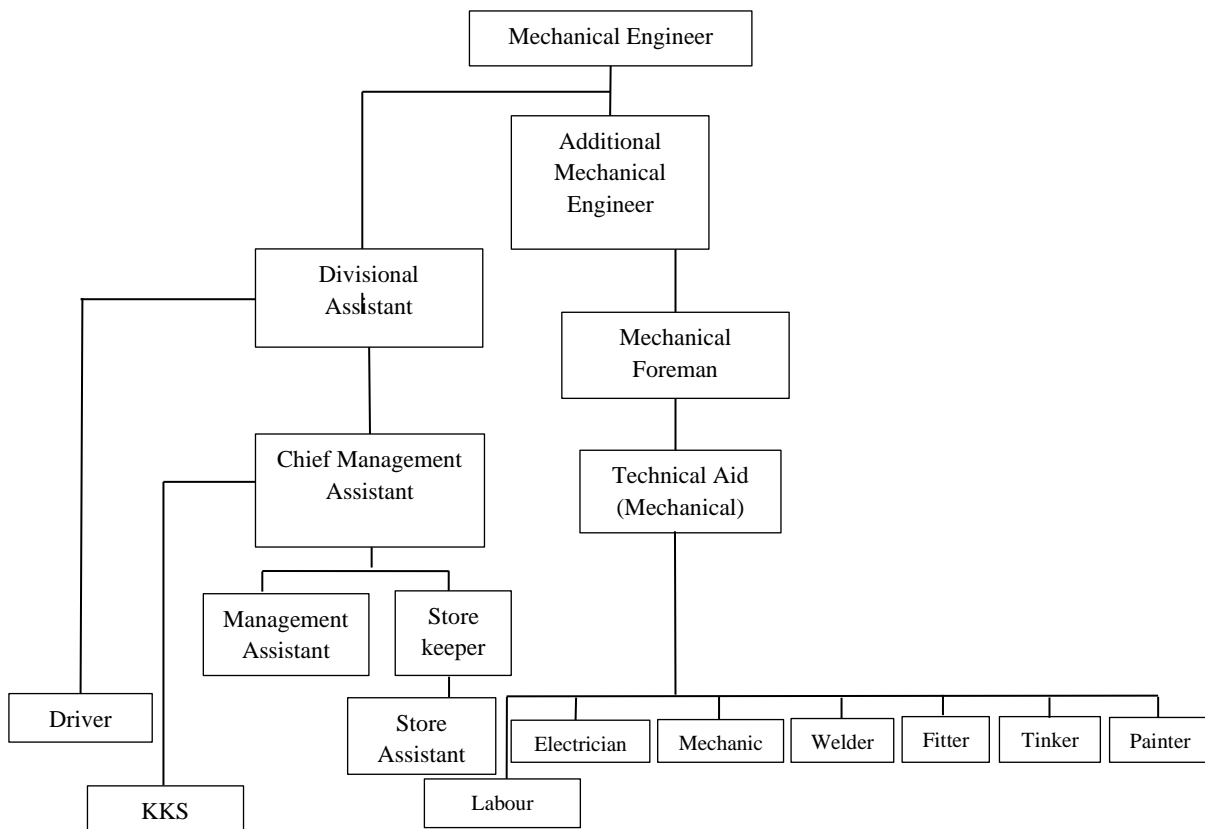 Mechanical Engineer
Additional
Mechanical
Engineer
Divisional
Assistant
Mechanical
Foreman
Chief Management
Assistant
Technical Aid
(Mechanical)
Management
Assistant
Store
keeper
Driver
Store
Assistant
Electrician
Mechanic
Welder
Fitter
Tinker
Painter
KKS
Labour